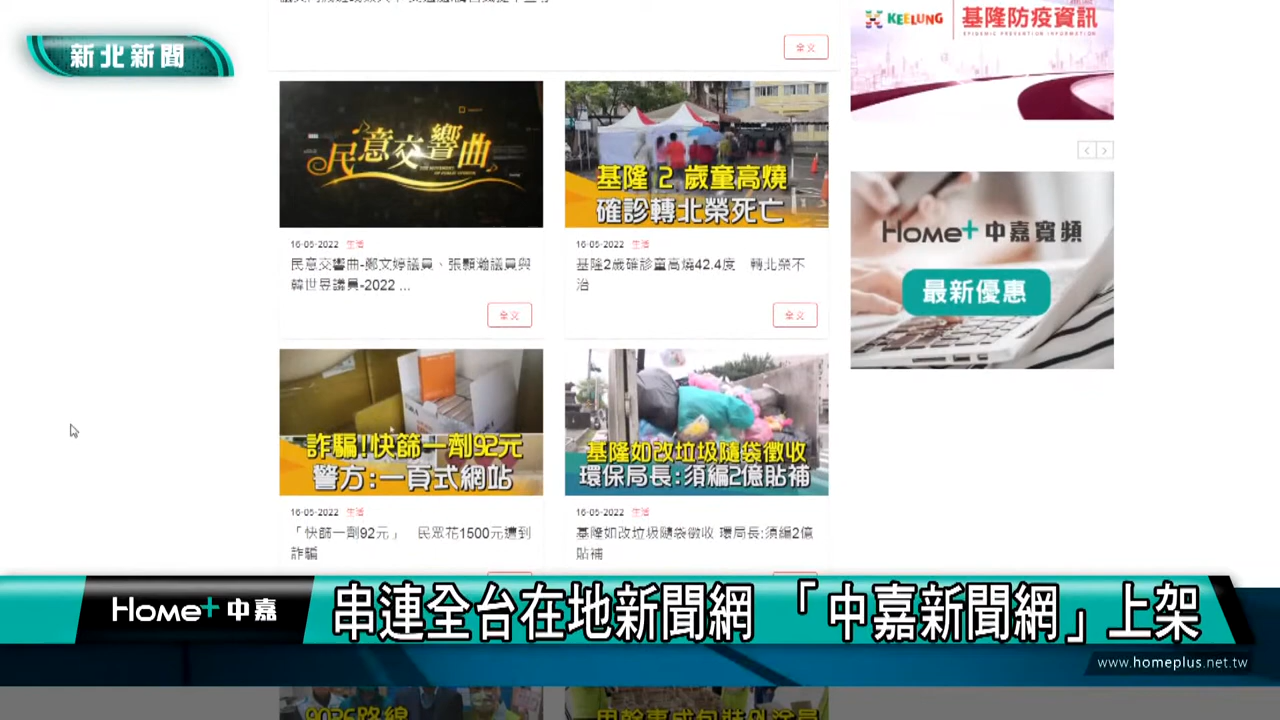 新北新聞
KEELUNG
基隆防疫資訊
EPIDEMIC PREVENTION INFORMATION
全文
民意交響曲
基隆 2 歲童高燒
確診轉北榮死亡
16-05-2022 生活
民意交響曲-鄭文婷議員、張顥瀚議員與
韓世昱議員-2022 ...
全文
16-05-2022 生活
基隆2歲確診童高燒42.4度 轉北榮不
治
全文
Home+ 中嘉寬頻
最新優惠
詐騙!快篩一劑92元
警方:一頁式網站
基隆如改垃圾隨袋徵收
環保局長:須編2億貼補
16-05-2022 生活
「快篩一劑92元」 民眾花1500元遭到
詐騙
16-05-2022 生活
基隆如改垃圾隨袋徵收 環局長:須編2億
貼補
Home+ 中嘉
串連全台在地新聞網 「中嘉新聞網」上架
www.homeplus.net.tw